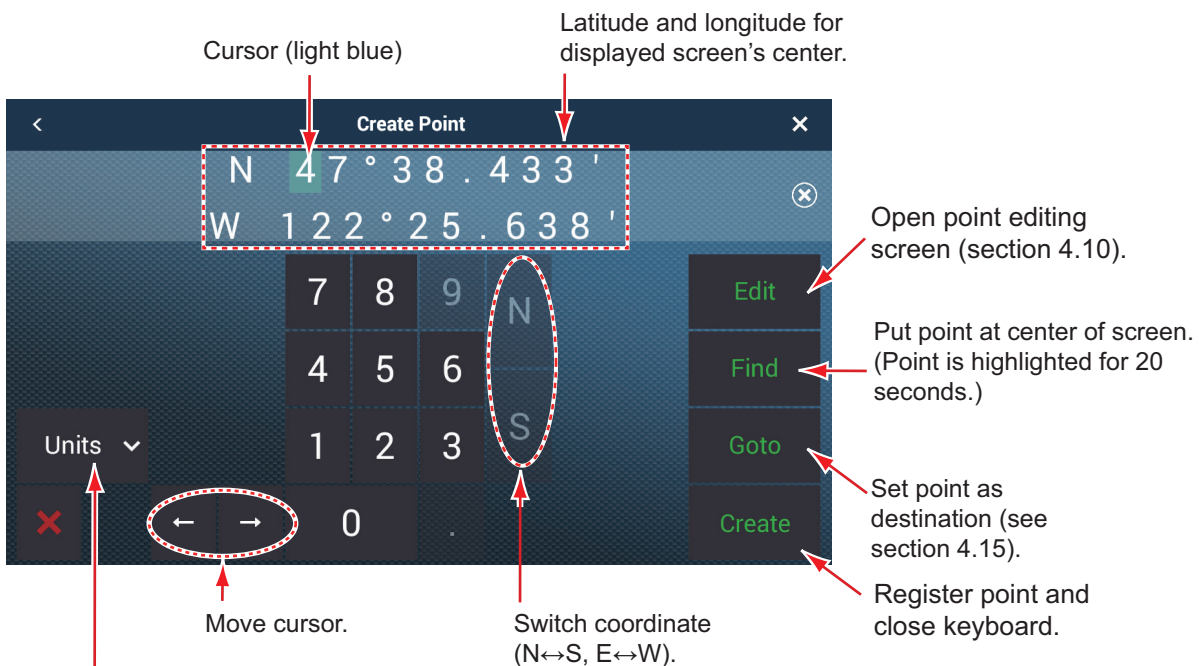 Latitude and longitude for
displayed screen's center.
Cursor (light blue)
< Create Point ×
N 47°38.433'
W 122°25.638'
7 8 9 N
4 5 6
1 2 3 S
Units
← → 0 .
Edit
Find
Goto
Create
Open point editing
screen (section 4.10).
Put point at center of screen.
(Point is highlighted for 20
seconds.)
Set point as
destination (see
section 4.15).
Register point and
close keyboard.
Move cursor.
Switch coordinate
(N↔S, E↔W).